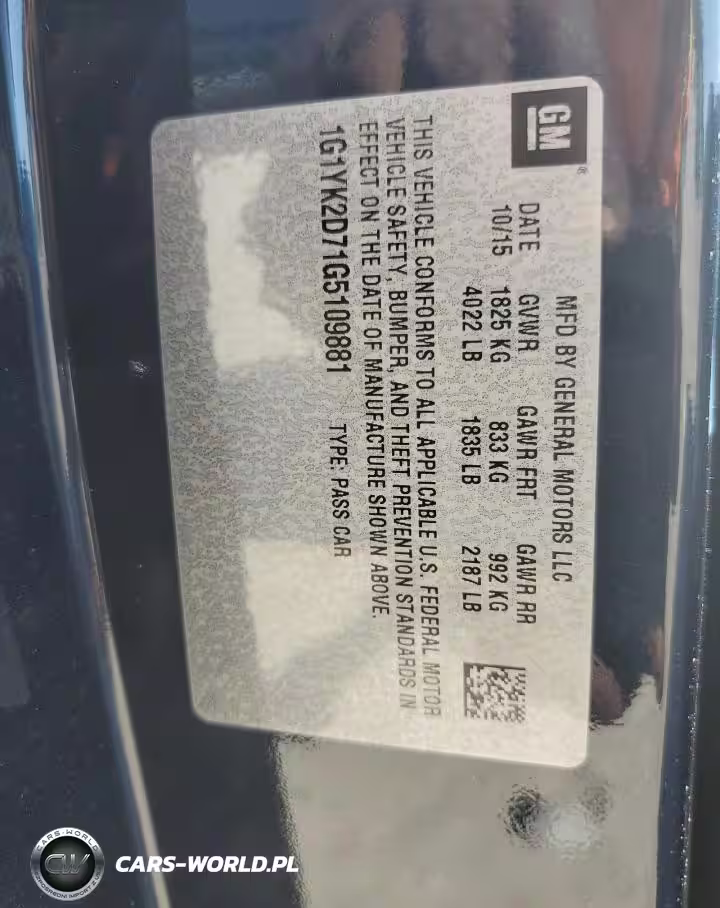 GM
®
MFD BY GENERAL MOTORS LLC
DATE GVWR GAWR FRT GAWR RR
10/15 1825 KG 833 KG 992 KG
4022 LB 1835 LB 2187 LB
THIS VEHICLE CONFORMS TO ALL APPLICABLE U.S. FEDERAL MOTOR
VEHICLE SAFETY, BUMPER, AND THEFT PREVENTION STANDARDS IN
EFFECT ON THE DATE OF MANUFACTURE SHOWN ABOVE.
1G1YK2D71G5109881 TYPE: PASS CAR
CARS-WORLD
CW
CARS-WORLD.PL